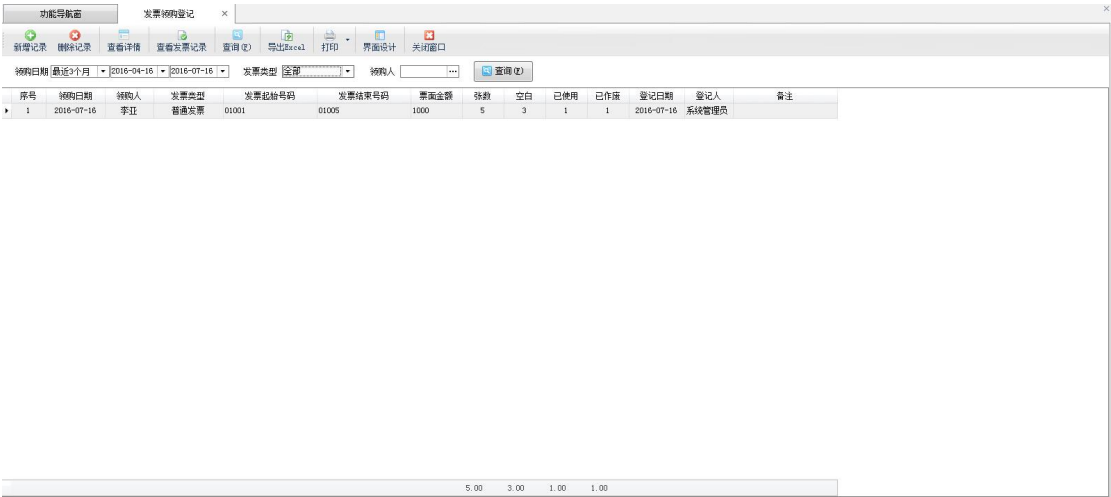 功能导航窗 发票领购登记 ×
新增记录 删除记录 查看详情 查看发票记录 查询(F) 导出Excel 打印 界面设计 关闭窗口
领购日期 最近3个月 2016-04-16 2016-07-16 发票类型 全部 领购人 ... 查询(F)
序号 领购日期 领购人 发票类型 发票起始号码 发票结束号码 票面金额 张数 空白 已使用 已作废 登记日期 登记人 备注
1 2016-07-16 李亚 普通发票 01001 01005 1000 5 3 1 1 2016-07-16 系统管理员
5.00 3.00 1.00 1.00